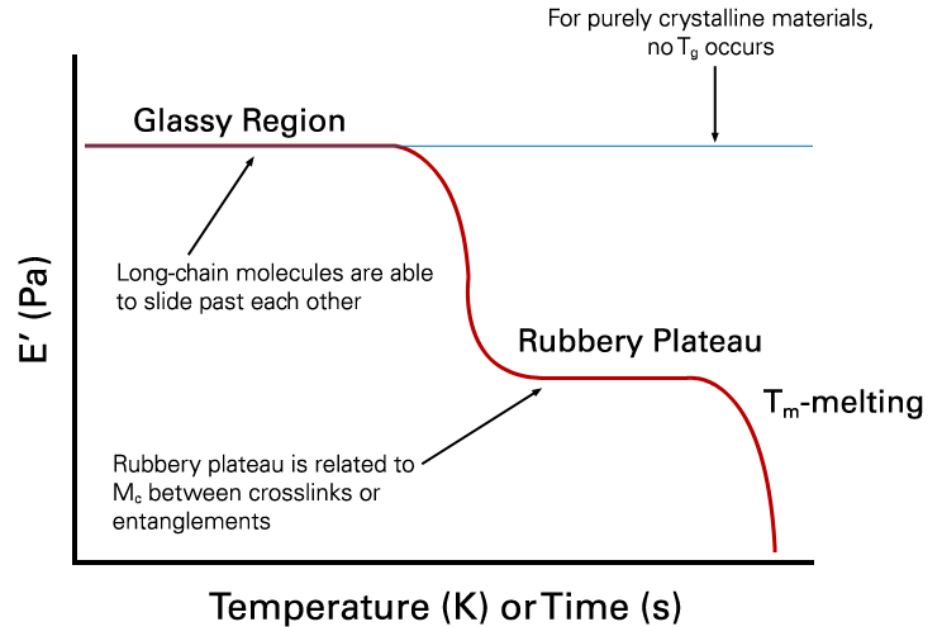 For purely crystalline materials,
no Tg occurs
Glassy Region
Long-chain molecules are able
to slide past each other
E' (Pa)
Rubbery Plateau
Tm-melting
Rubbery plateau is related to
Mc between crosslinks or
entanglements
Temperature (K) or Time (s)